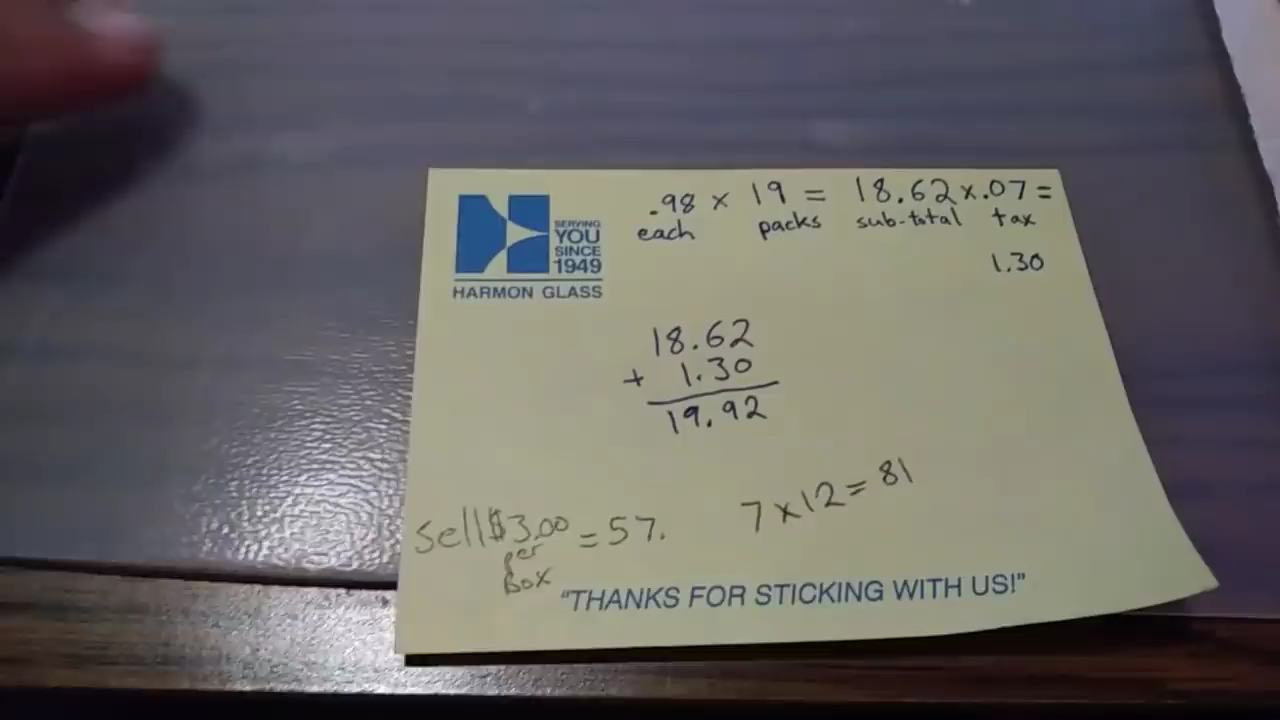 .98 × 19 = 18.62 x .07 =
each packs sub-total tax
1.30
SERVING
YOU
SINCE
1949
HARMON GLASS
18.62
+ 1.30
19.92
7 x 12 = 81
Sell $3.00 = 57.
per
Box
"THANKS FOR STICKING WITH US!"